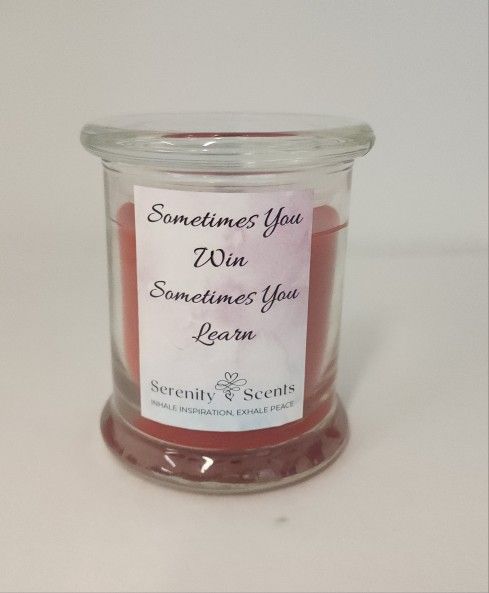 Sometimes You
Win
Sometimes You
Learn
Serenity Scents
INHALE INSPIRATION, EXHALE PEACE